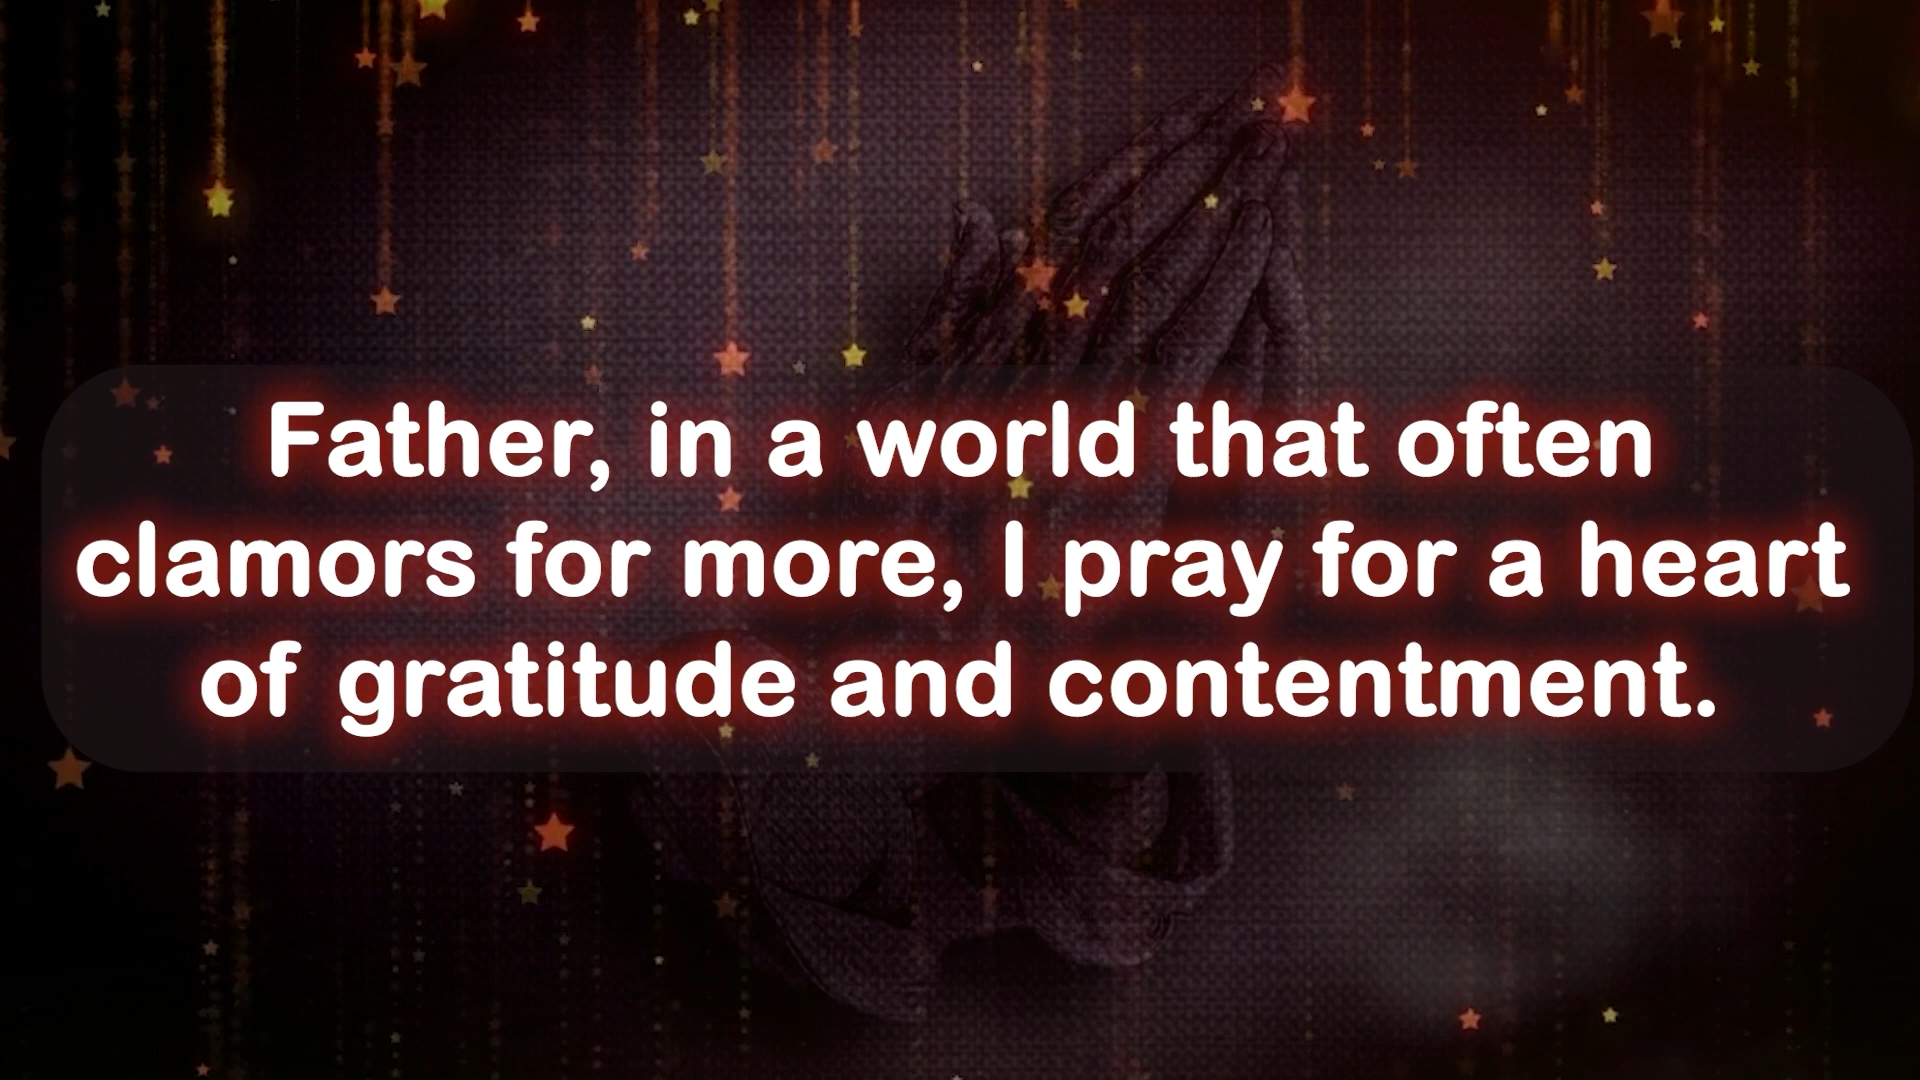 Father, in a world that often
clamors for more, I pray for a heart
of gratitude and contentment.